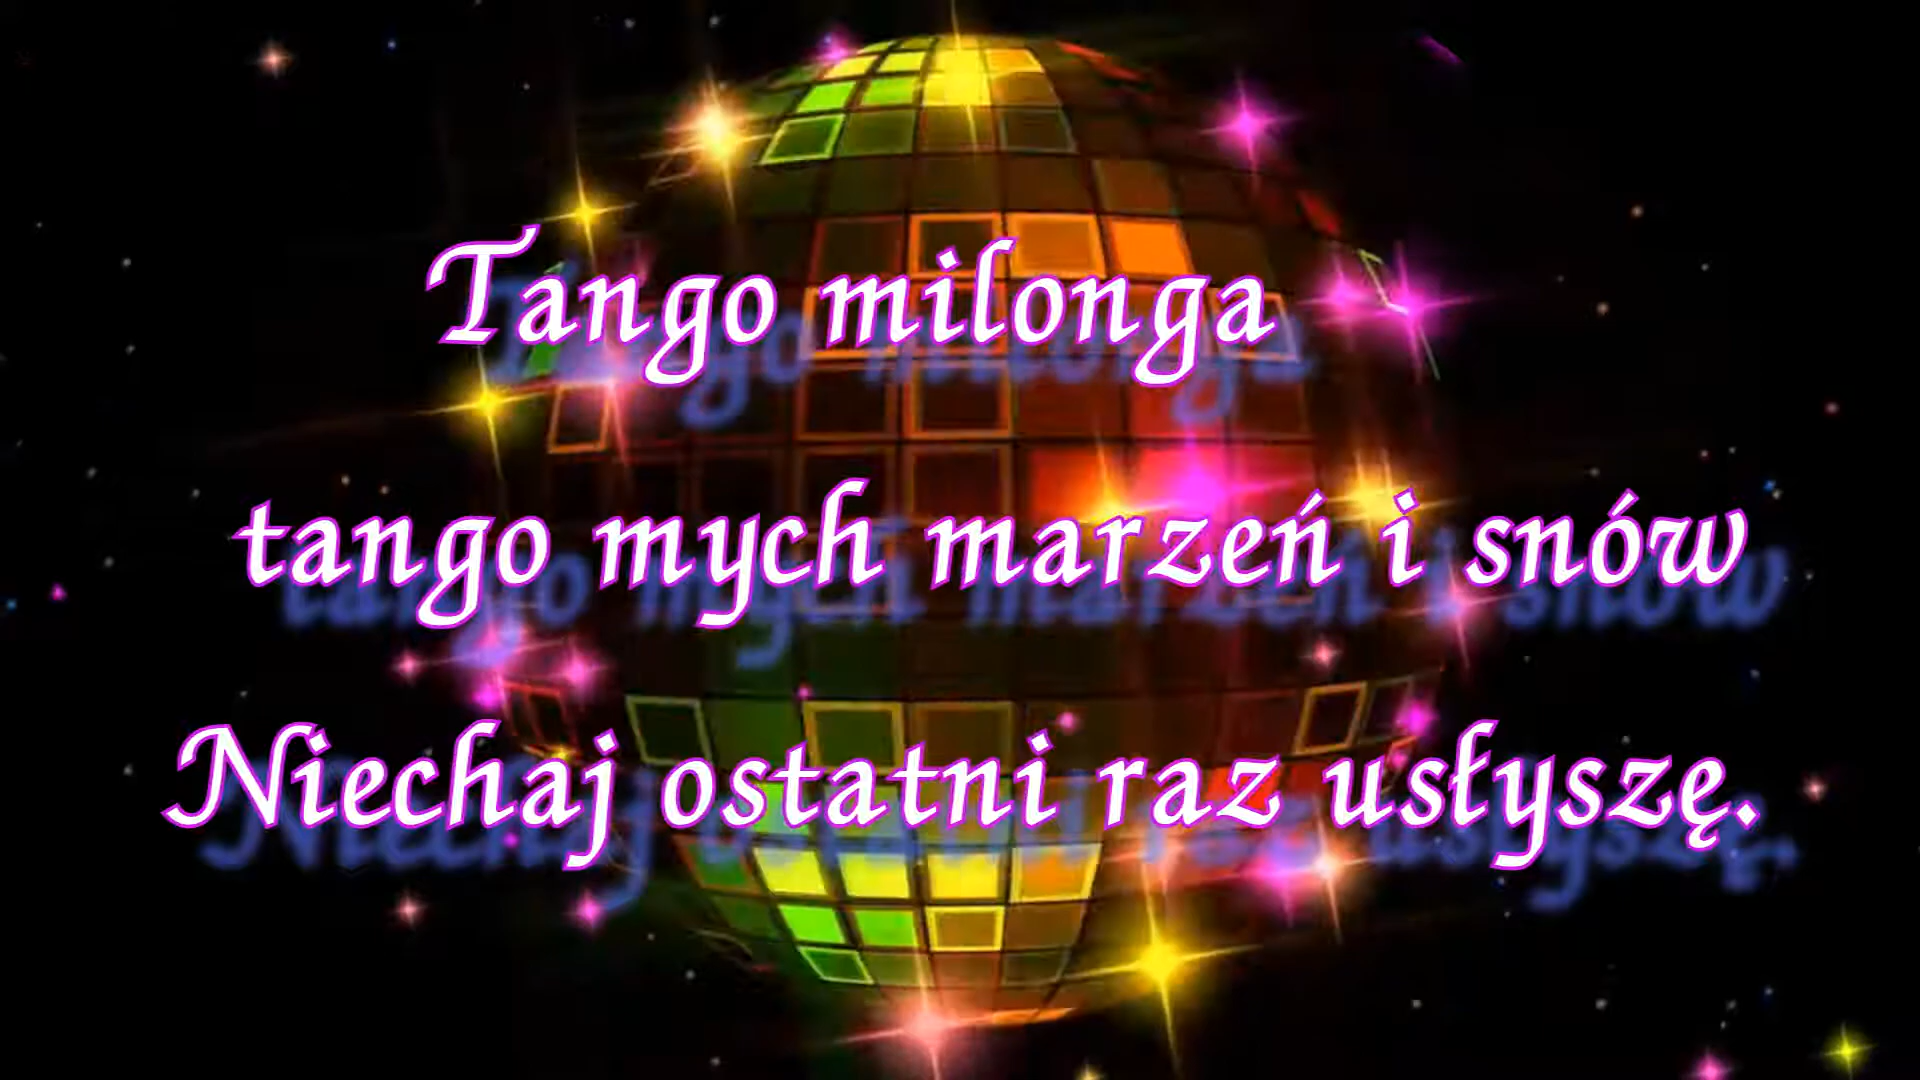 Tango milonga
tango mych marzeń i snów
Niechaj ostatni raz usłyszę.